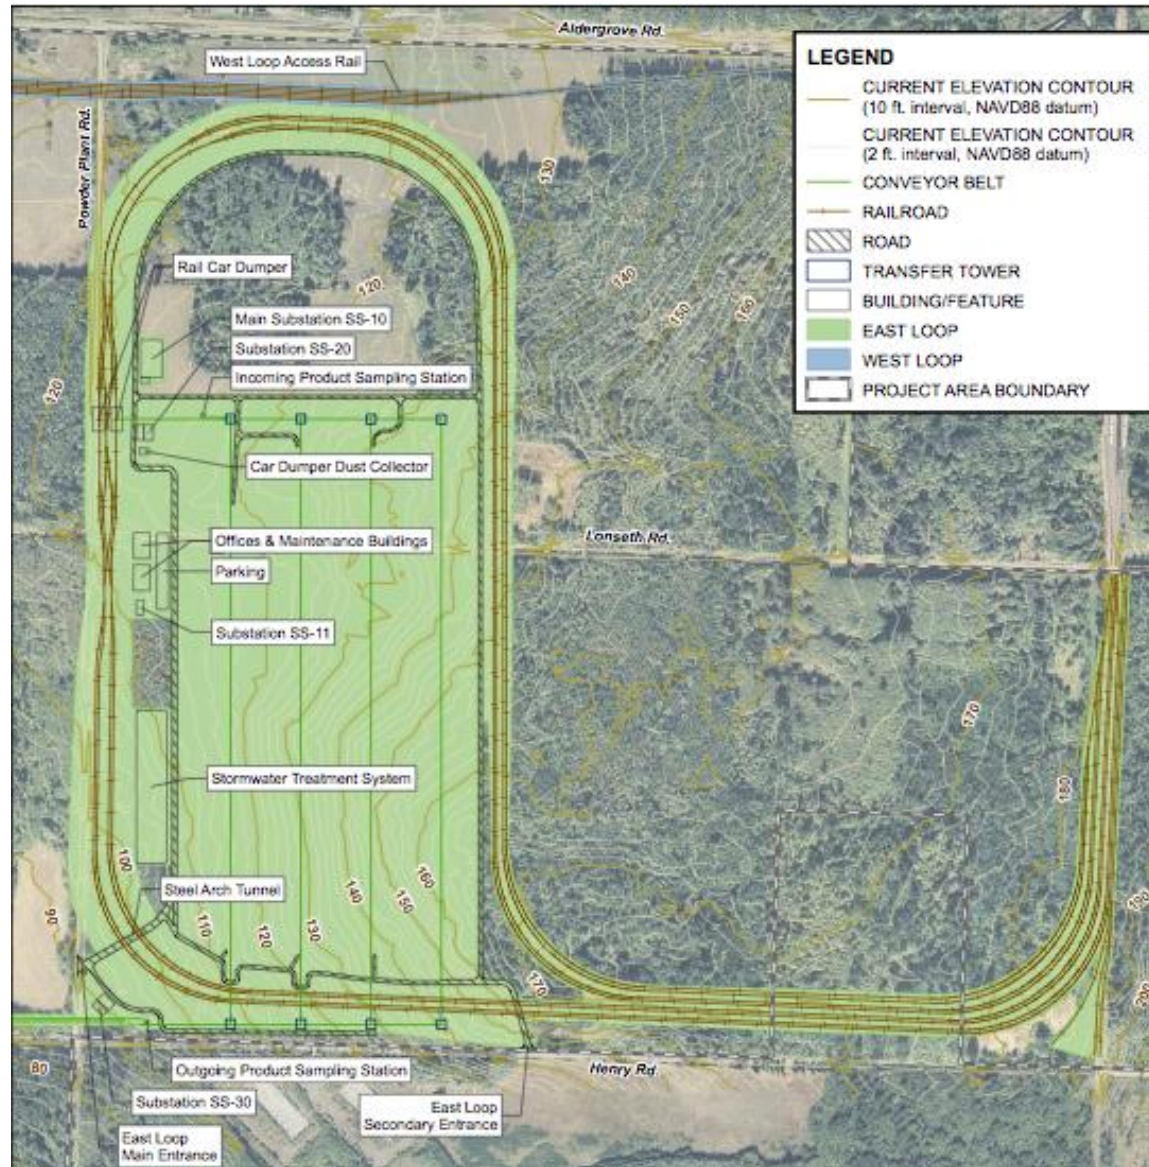 Aldergrove Rd.
West Loop Access Rail
LEGEND
CURRENT ELEVATION CONTOUR
(10 ft. interval, NAVD88 datum)
CURRENT ELEVATION CONTOUR
(2 ft. interval, NAVD88 datum)
CONVEYOR BELT
RAILROAD
ROAD
TRANSFER TOWER
BUILDING/FEATURE
EAST LOOP
WEST LOOP
PROJECT AREA BOUNDARY
Powder Plant Rd.
130
Rail Car Dumper
140
120
150
160
Main Substation SS-10
Substation SS-20
Incoming Product Sampling Station
120
Car Dumper Dust Collector
Lonseth Rd.
Offices & Maintenance Buildings
Parking
Substation SS-11
170
Stormwater Treatment System
180
100
Steel Arch Tunnel
160
150
140
130
120
110
90
190
170
200
80
Henry Rd.
Outgoing Product Sampling Station
Substation SS-30
East Loop
Secondary Entrance
East Loop
Main Entrance